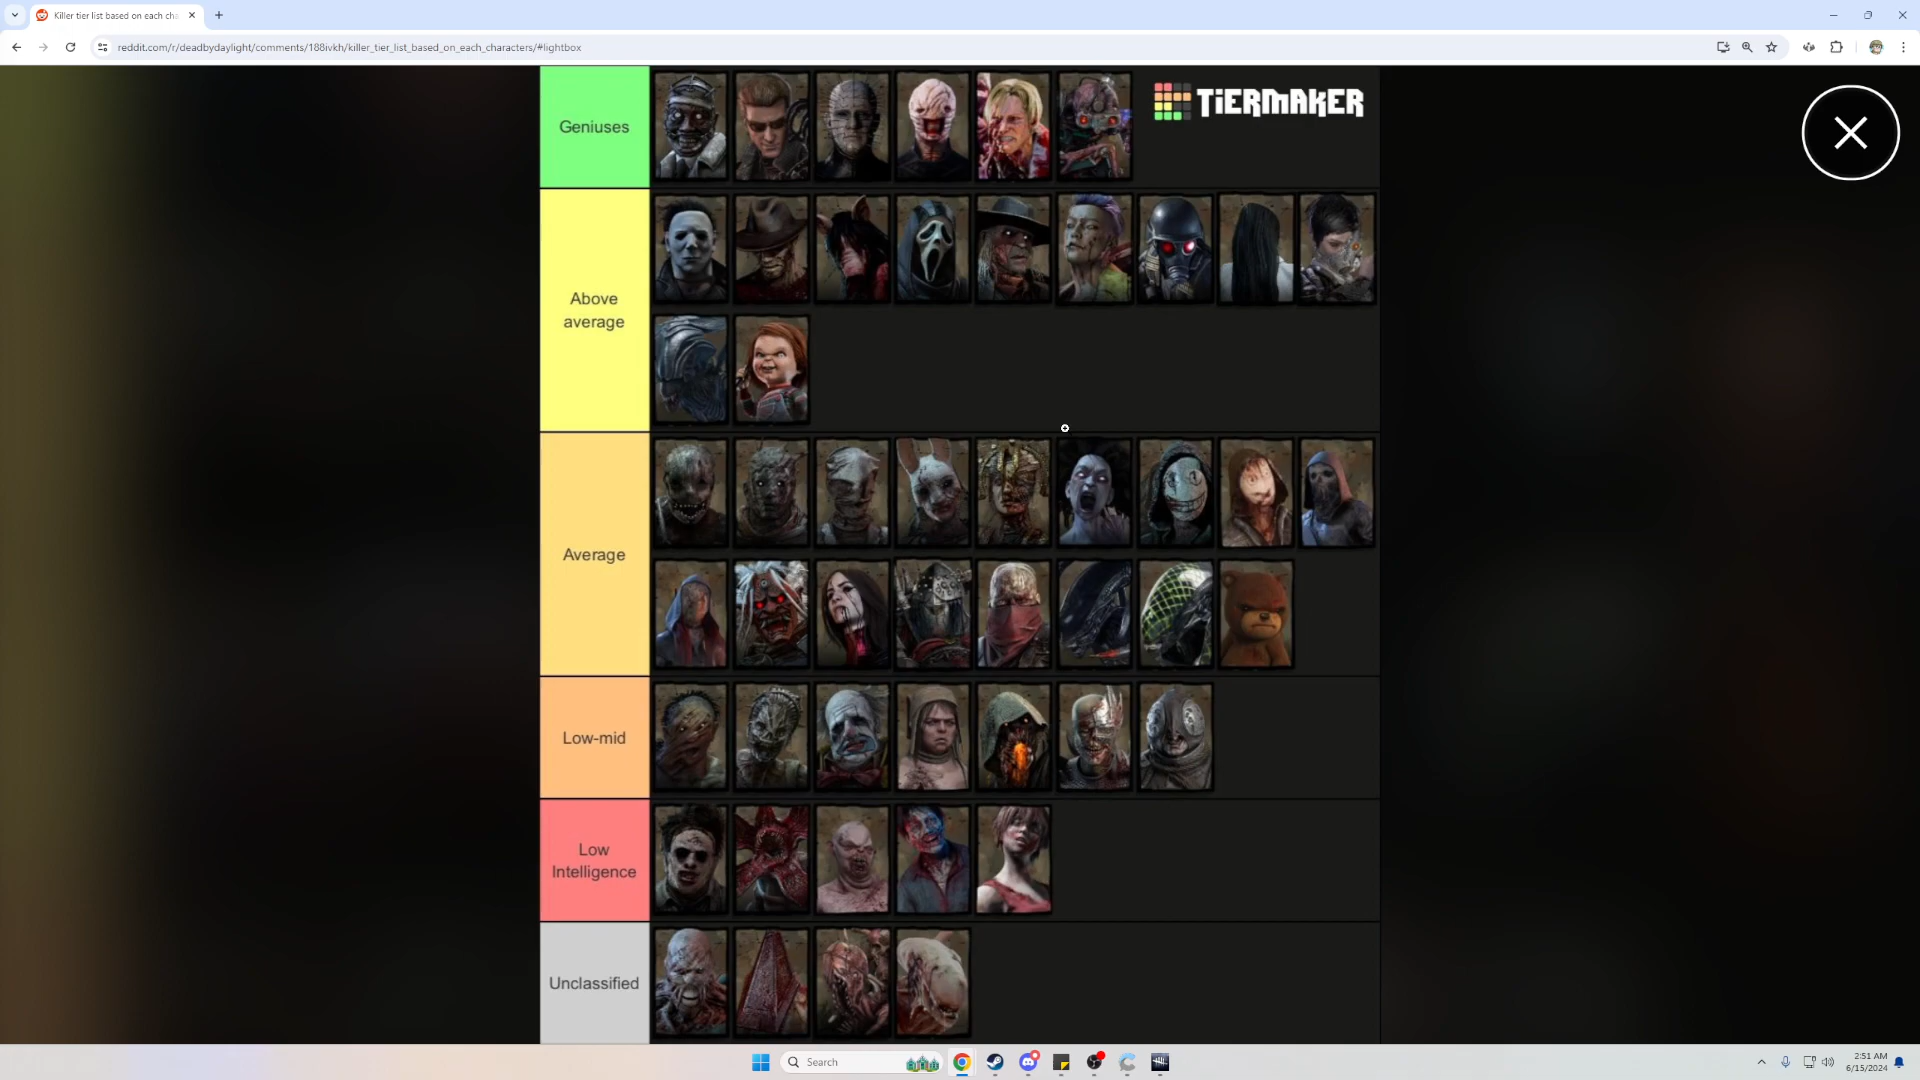 Killer tier list based on each cha
reddit.com/r/deadbydaylight/comments/188ivkh/killer_tier_list_based_on_each_characters/#lightbox
Geniuses
TIERMAKER
Above
average
Average
Low-mid
Low
Intelligence
Unclassified
Search
2:51 AM
6/15/2024